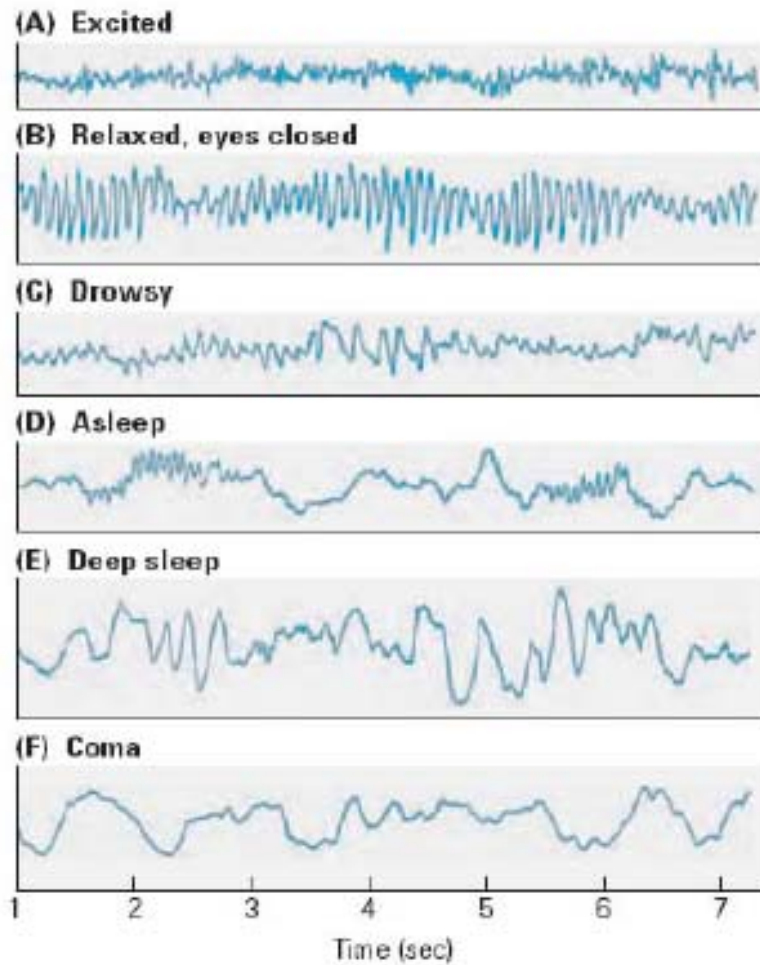 (A) Excited
(B) Relaxed, eyes closed
(C) Drowsy
(D) Asleep
(E) Deep sleep
(F) Coma
1 2 3 4 5 6 7
Time (sec)